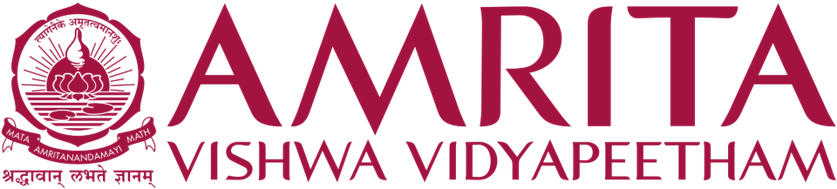 त्यागेनैके अमृतत्वमानशुः
MATA AMRITANANDAMAYI MATH
श्रद्धावान् लभते ज्ञानम्
AMRITA
VISHWA VIDYAPEETHAM